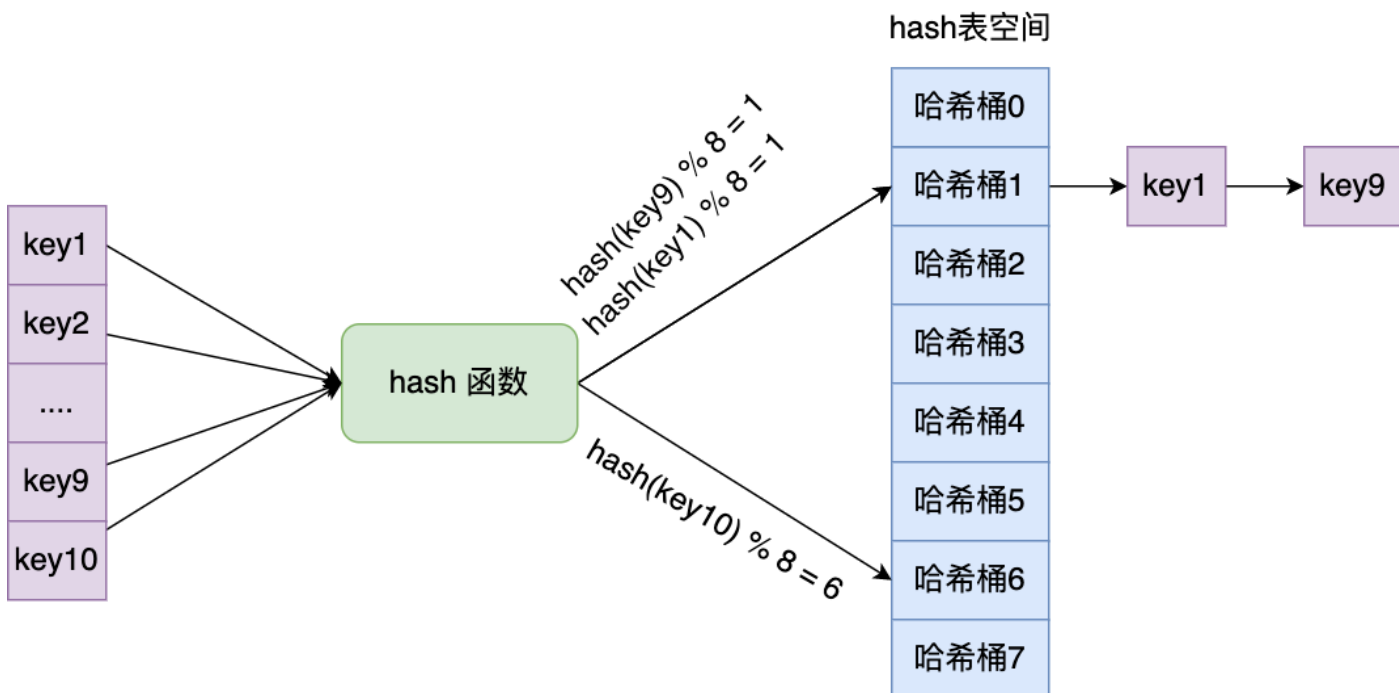 hash表空间
key1
key2
....
key9
key10
hash 函数
hash(key9) % 8 = 1
hash(key1) % 8 = 1
hash(key10) % 8 = 6
哈希桶0
哈希桶1
哈希桶2
哈希桶3
哈希桶4
哈希桶5
哈希桶6
哈希桶7
key1
key9